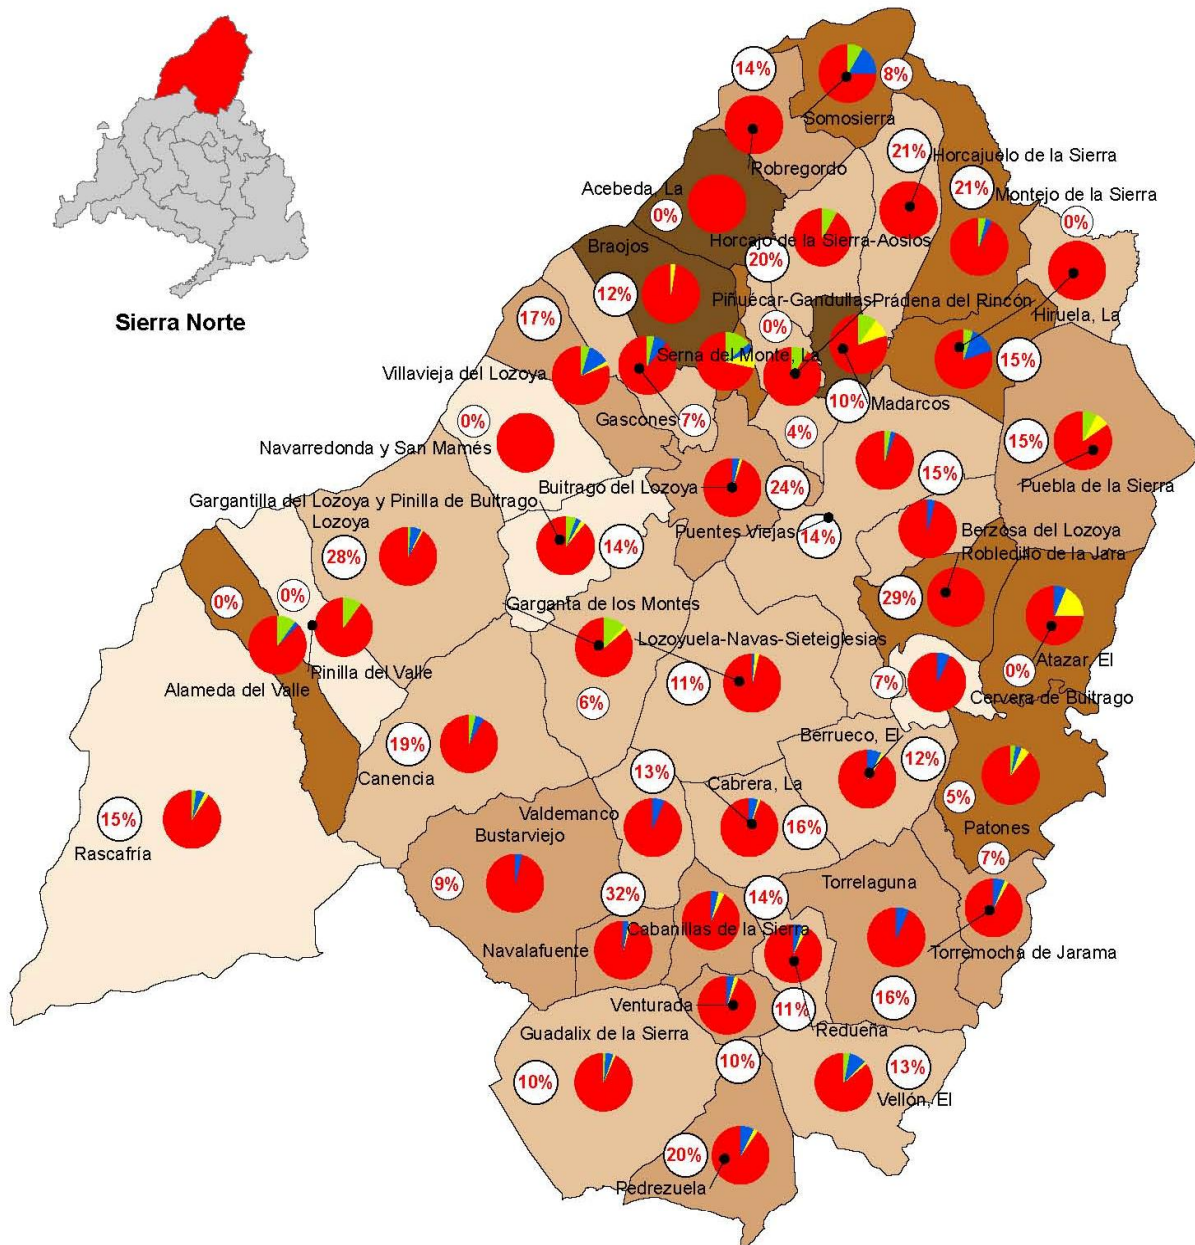 14%
8%
Somosierra
Robregordo
21%
Horcajuelo de la Sierra
21%
Montejo de la Sierra
Acebeda, La
0%
0%
Horcajo de la Sierra-Aoslos
Braojos
20%
12%
Piñuécar-Gandullas
Prádena del Rincón
Hiruela, La
Sierra Norte
17%
0%
Serna del Monte, La
15%
Villavieja del Lozoya
10%
Madarcos
Gascones
7%
4%
0%
Navarredonda y San Mamés
15%
15%
Gargantilla del Lozoya y Pinilla de Buitrago
Buitrago del Lozoya
24%
Puebla de la Sierra
Lozoya
28%
14%
Puentes Viejas
14%
Berzosa del Lozoya
Robledillo de la Jara
0%
0%
29%
Garganta de los Montes
Lozoyuela-Navas-Sieteiglesias
Pinilla del Valle
Alameda del Valle
11%
7%
0%
Atazar, El
Cervera de Buitrago
6%
19%
Canencia
Berrueco, El
12%
13%
Cabrera, La
5%
15%
Rascafría
Valdemanco
16%
Patones
Bustarviejo
7%
9%
32%
14%
Torrelaguna
Cabanillas de la Sierra
Navalafuente
Torremocha de Jarama
16%
Venturada
11%
Redueña
Guadalix de la Sierra
10%
13%
10%
Vellón, El
20%
Pedrezuela